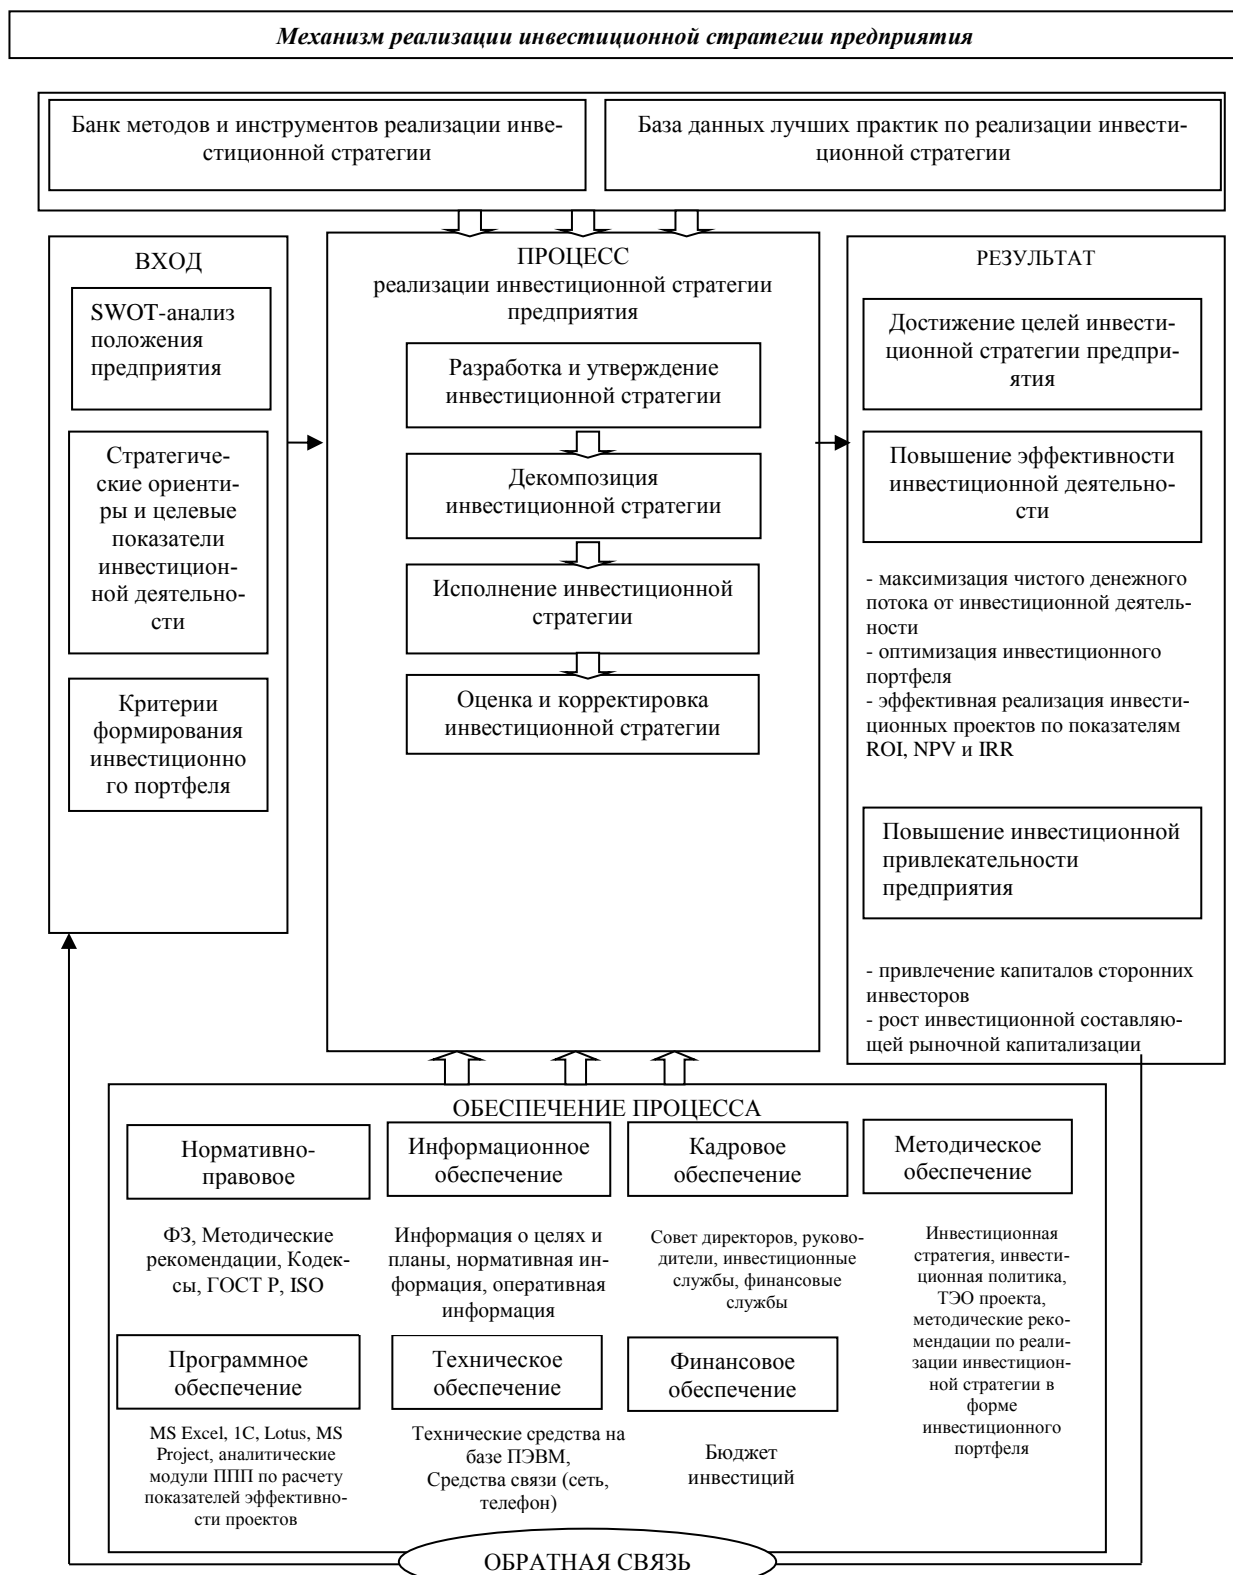 Механизм реализации инвестиционной стратегии предприятия
Банк методов и инструментов реализации инве-
стиционной стратегии
База данных лучших практик по реализации инвести-
ционной стратегии
ВХОД
SWOT-анализ
положения
предприятия
Стратегиче-
ские ориенти-
ры и целевые
показатели
инвестицион-
ной деятельно-
сти
Критерии
формирования
инвестиционно
го портфеля
ПРОЦЕСС
реализации инвестиционной стратегии
предприятия
Разработка и утверждение
инвестиционной стратегии
Декомпозиция
инвестиционной стратегии
Исполнение инвестиционной
стратегии
Оценка и корректировка
инвестиционной стратегии
РЕЗУЛЬТАТ
Достижение целей инвести-
ционной стратегии предпри-
ятия
Повышение эффективности
инвестиционной деятельно-
сти
- максимизация чистого денежного
потока от инвестиционной деятель-
ности
- оптимизация инвестиционного
портфеля
- эффективная реализация инвести-
ционных проектов по показателям
ROI, NPV и IRR
Повышение инвестиционной
привлекательности
предприятия
- привлечение капиталов сторонних
инвесторов
- рост инвестиционной составляю-
щей рыночной капитализации
ОБЕСПЕЧЕНИЕ ПРОЦЕССА
Нормативно-
правовое
ФЗ, Методические
рекомендации, Кодек-
сы, ГОСТ Р, ISO
Информационное
обеспечение
Информация о целях и
планы, нормативная ин-
формация, оперативная
информация
Кадровое
обеспечение
Совет директоров, руково-
дители, инвестиционные
службы, финансовые
службы
Методическое
обеспечение
Инвестиционная
стратегия, инвести-
ционная политика,
ТЭО проекта,
методические реко-
мендации по реали-
зации инвестицион-
ной стратегии в
форме
инвестиционного
портфеля
Программное
обеспечение
MS Excel, 1С, Lotus, MS
Project, аналитические
модули ППП по расчету
показателей эффективно-
сти проектов
Техническое
обеспечение
Технические средства на
базе ПЭВМ,
Средства связи (сеть,
телефон)
Финансовое
обеспечение
Бюджет
инвестиций
ОБРАТНАЯ СВЯЗЬ